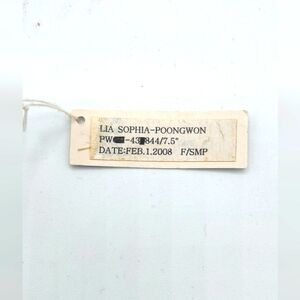 LIA SOPHIA-POONGWON
PW -43 844/7.5"
DATE:FEB.1.2008 F/SMP